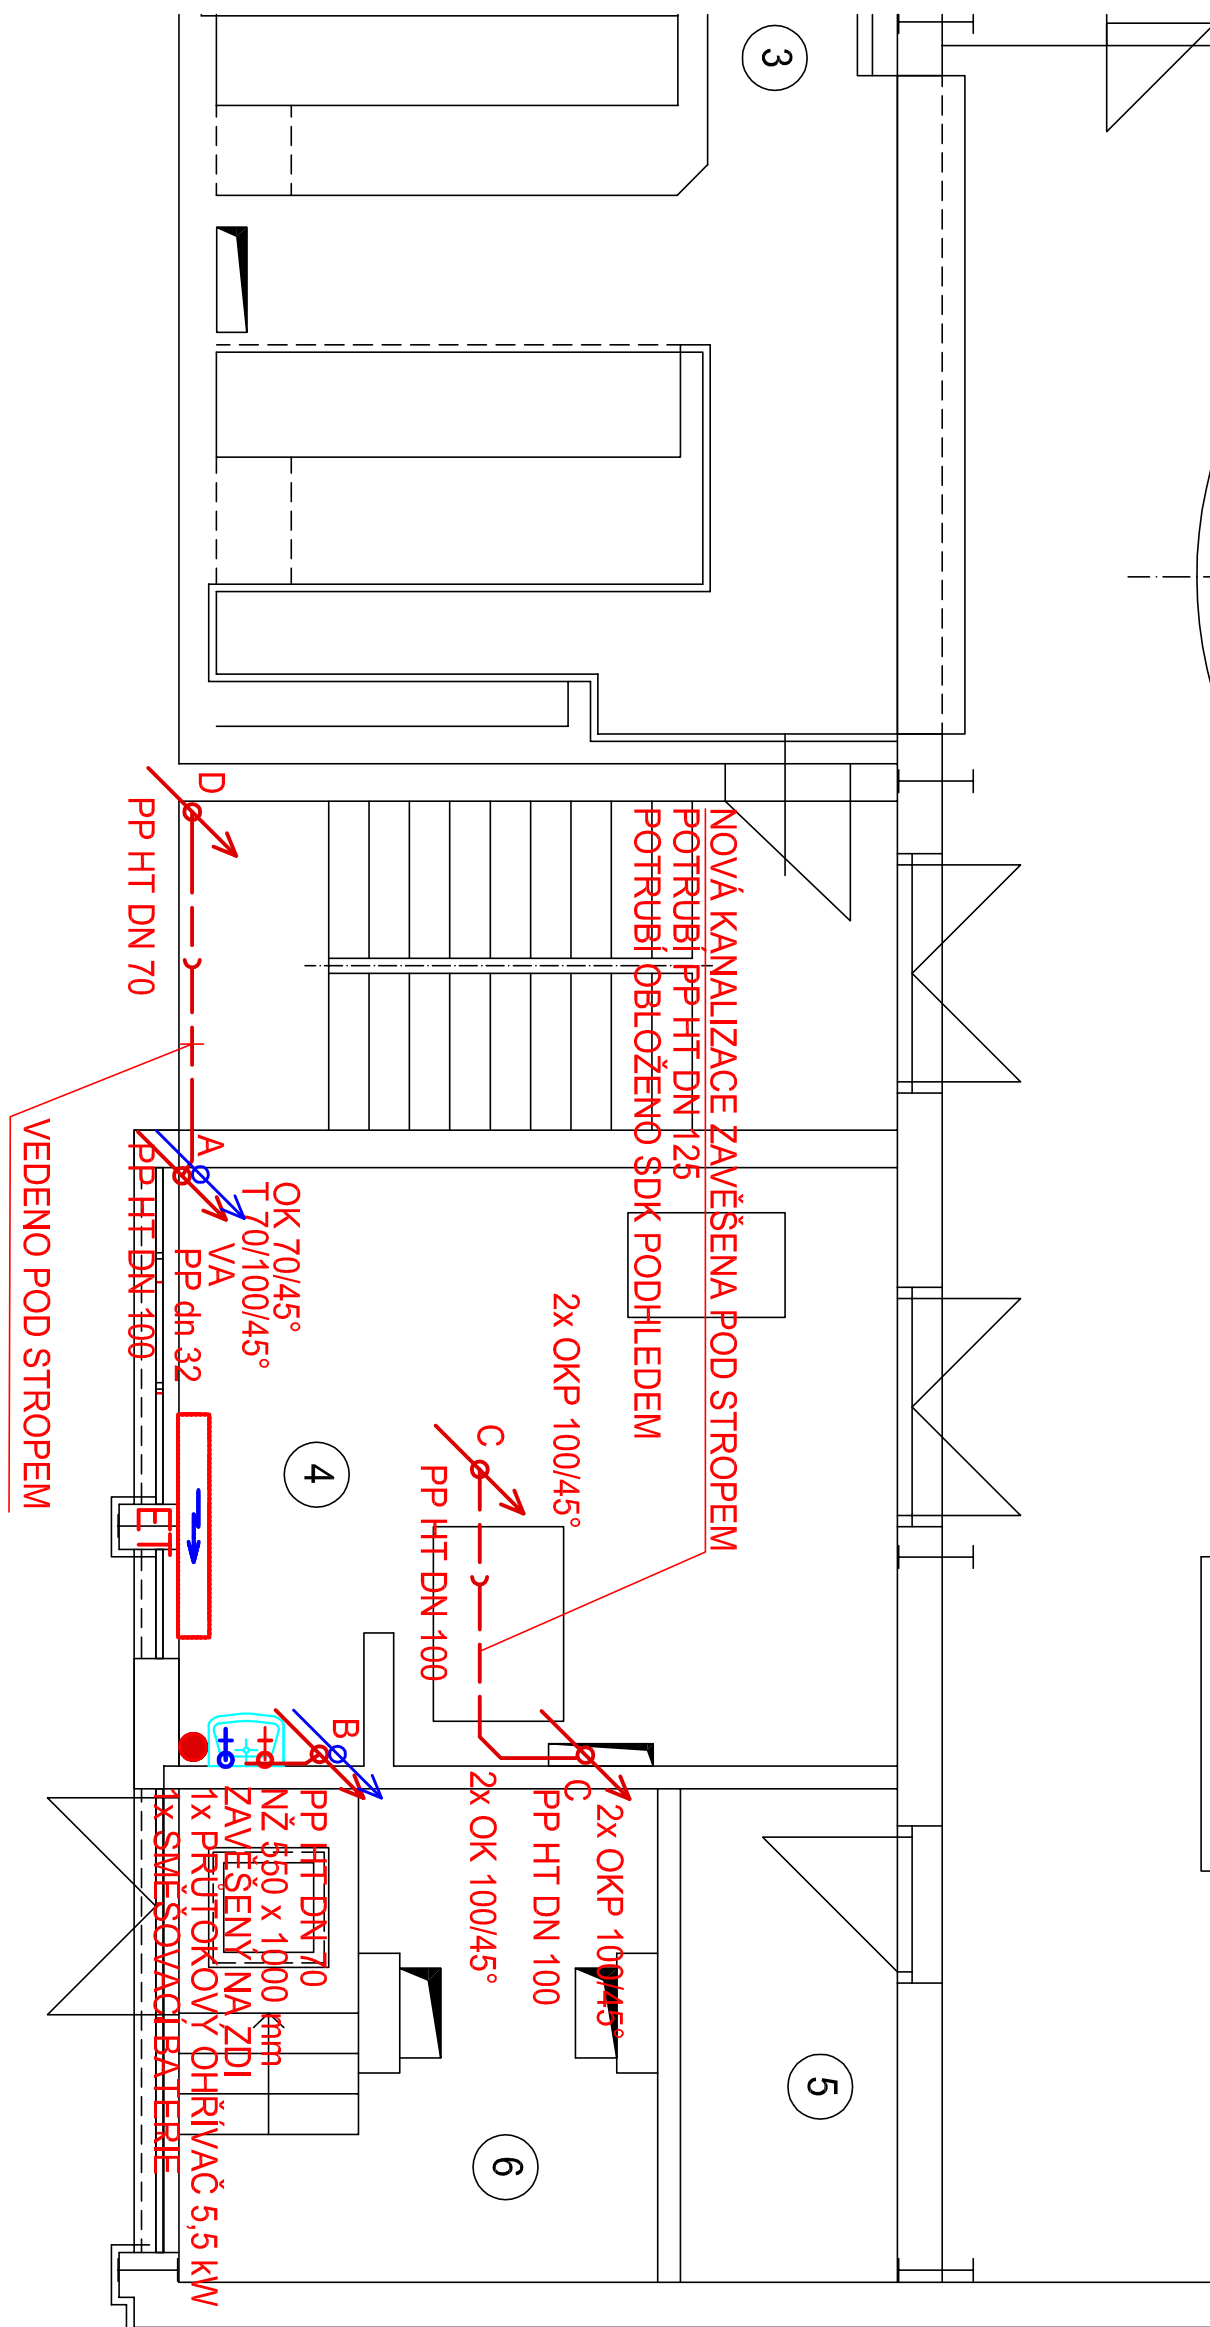 3
NOVÁ KANALIZACE ZAVĚŠENA POD STROPEM
POTRUBÍ PP HT DN 125
POTRUBÍ OBLOŽENO SDK PODHLEDEM
D
PP HT DN 70
VEDENO POD STROPEM
A
OK 70/45°
T 70/100/45°
VA
PP dn 32
PP HT DN 100
2x OKP 100/45°
C
PP HT DN 100
4
ET
B
C
2x OKP 100/45°
PP HT DN 100
2x OK 100/45°
PP HT DN 70
NŽ 550 x 1000 mm
ZAVĚŠENÝ NA ZDI
1x PRŮTOKOVÝ OHŘÍVAČ 5,5 kW
1x SMĚŠOVACÍ BATERIE
5
6